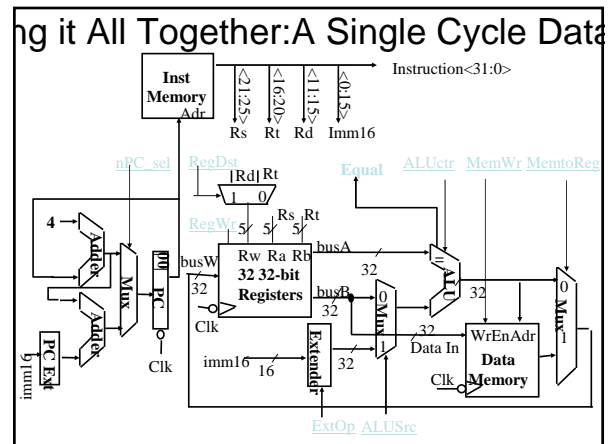 ng it All Together:A Single Cycle Data
Inst
Memory
Adr
<21:25>
<16:20>
<11:15>
<0:15>
Instruction<31:0>
Rs
Rt
Rd
Imm16
nPC_sel
RegDst
Rd
Rt
1
0
Equal
ALUctr
MemWr
MemtoReg
RegWr
5
5
5
Rs
Rt
4
Adder
Adder
Mux
PC
00
Clk
PC Ext
imm16
busW
32
Rw Ra Rb
32 32-bit
Registers
Clk
busA
32
busB
32
0
Mux
1
=
ALU
32
0
Mux
1
imm16
16
Extender
32
32
Data In
WrEn
Adr
Data
Memory
Clk
ExtOp
ALUSrc